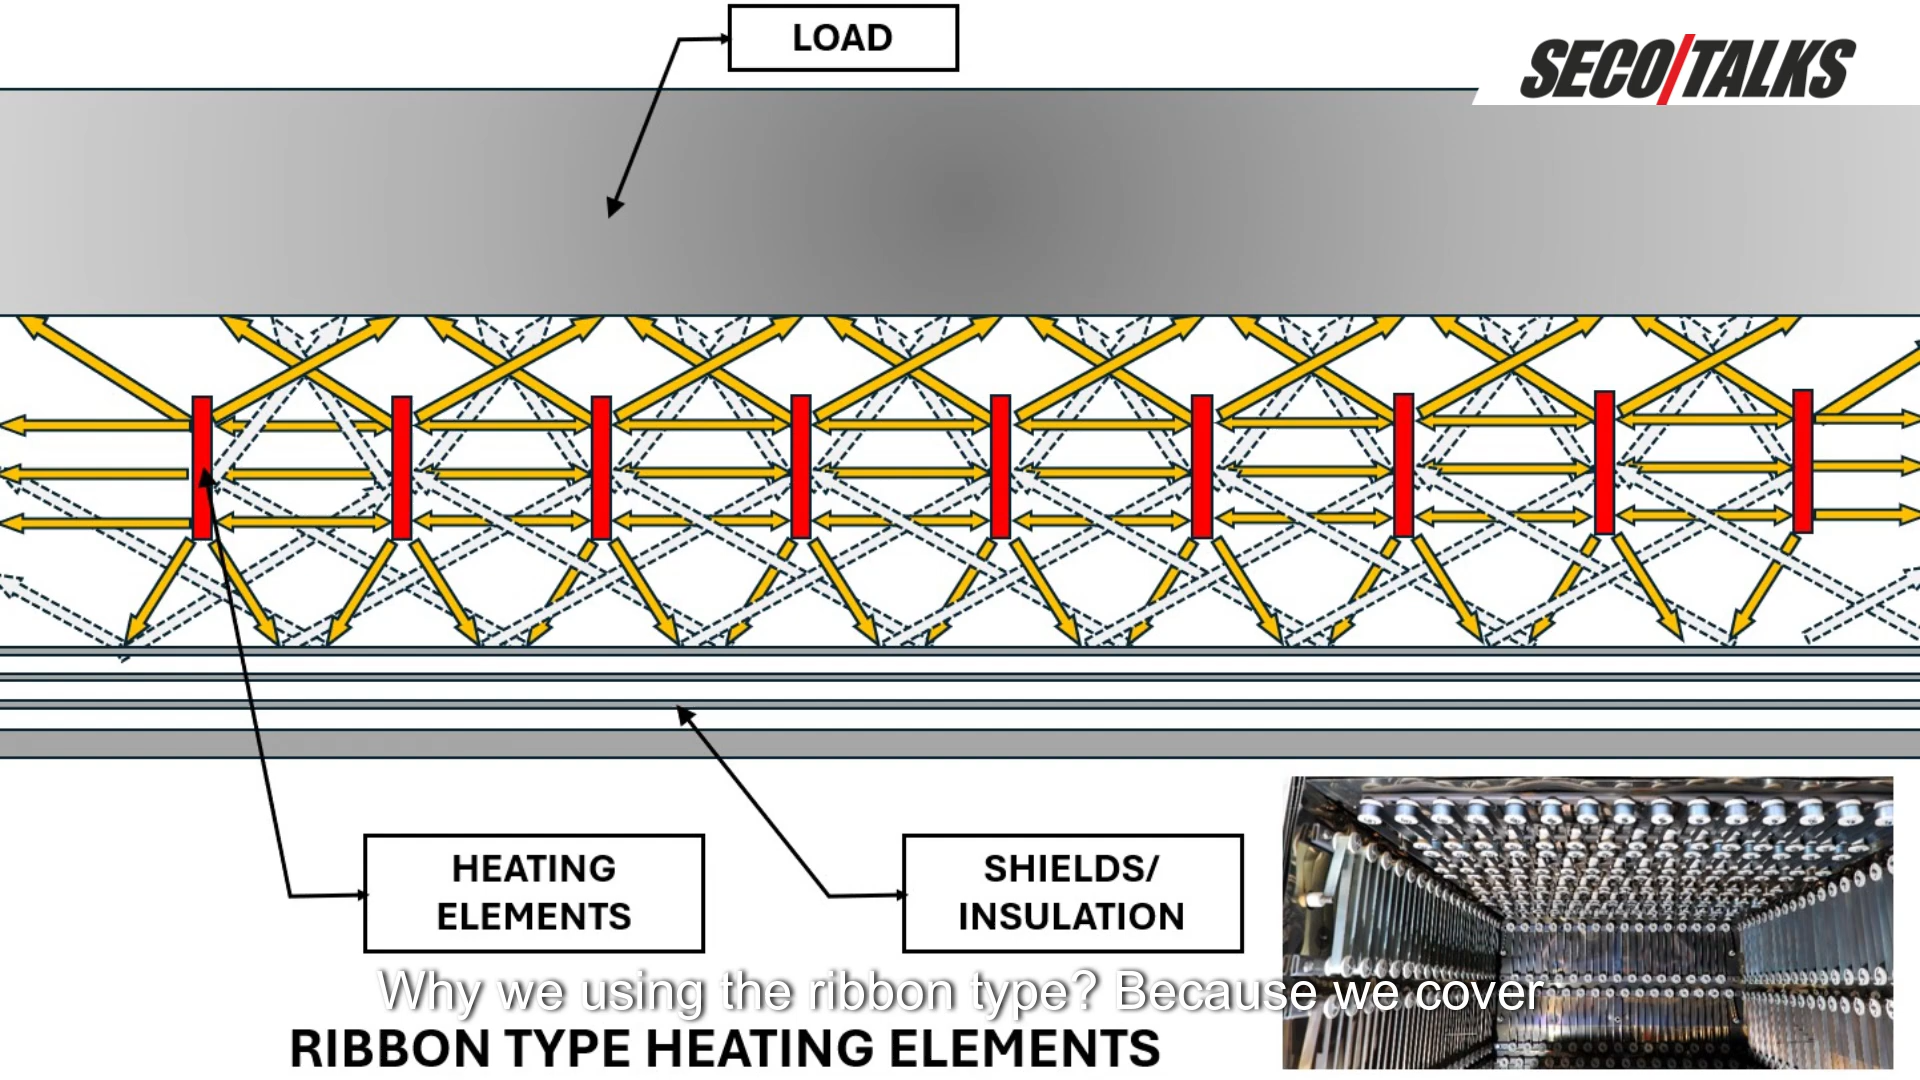 LOAD
SECO/TALKS
HEATING
ELEMENTS
SHIELDS/
INSULATION
Why we using the ribbon type? Because we cover
RIBBON TYPE HEATING ELEMENTS